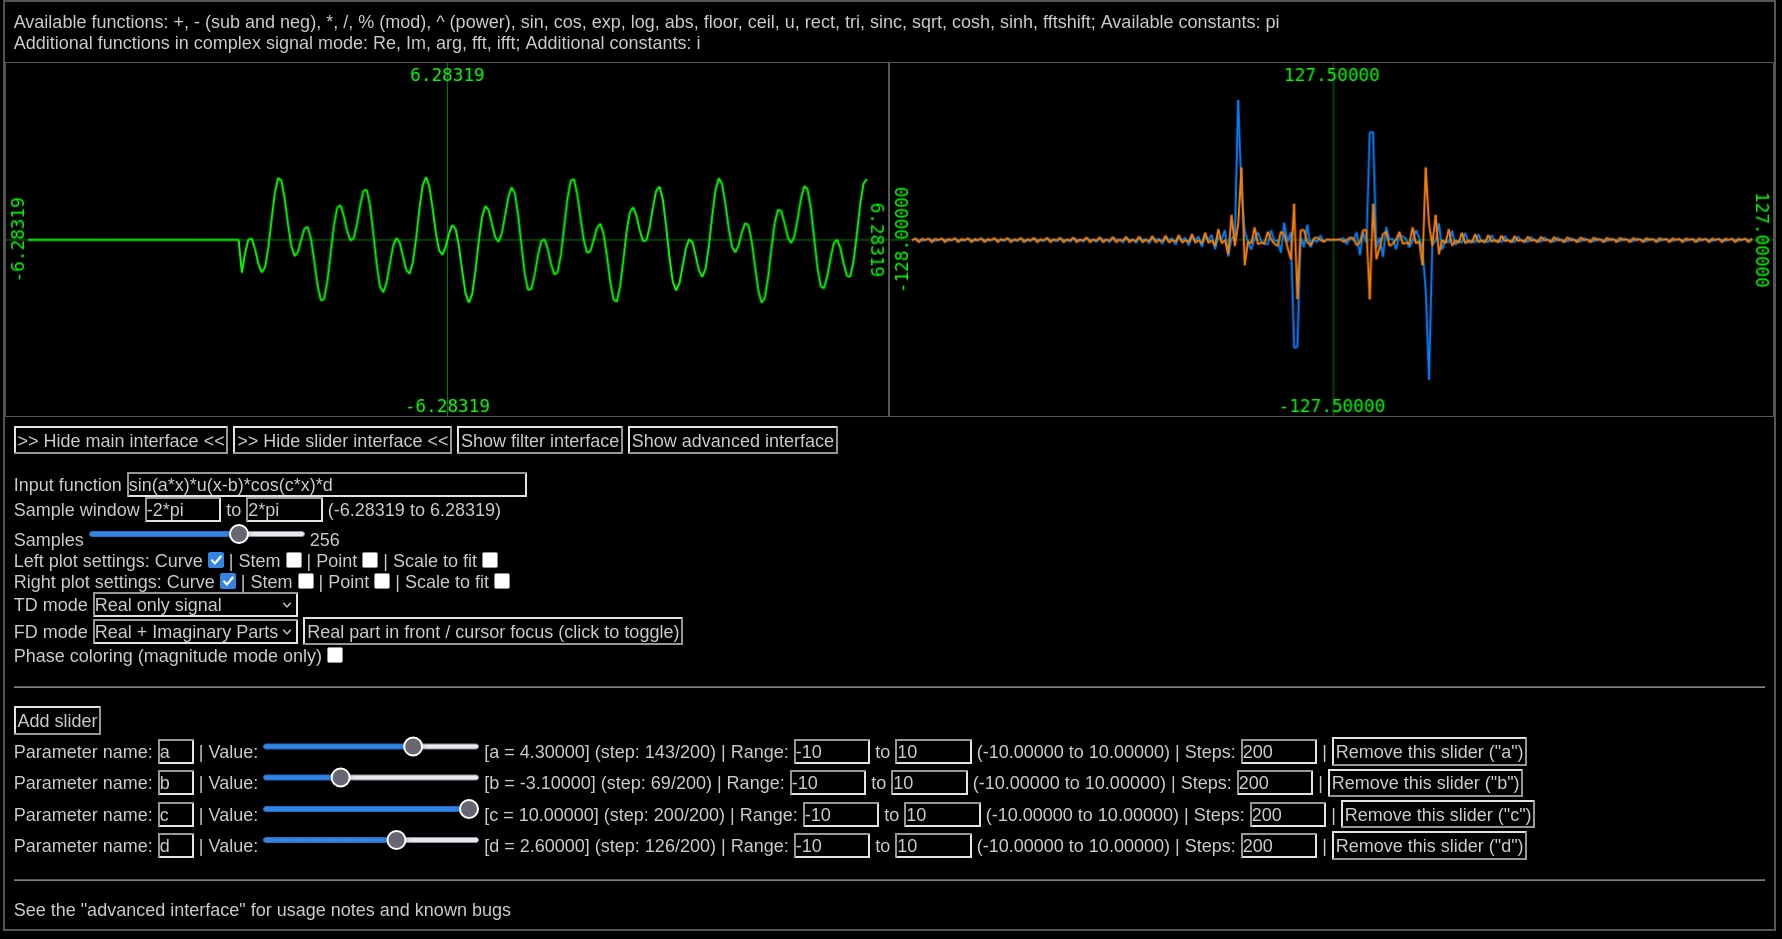 Available functions: +, - (sub and neg), *, /, % (mod), ^ (power), sin, cos, exp, log, abs, floor, ceil, u, rect, tri, sinc, sqrt, cosh, sinh, fftshift; Available constants: pi
Additional functions in complex signal mode: Re, Im, arg, fft, ifft; Additional constants: i
6.28319
-6.28319
6.28319
-6.28319
127.50000
-128.00000
127.00000
-127.50000
>> Hide main interface << >> Hide slider interface << Show filter interface Show advanced interface
Input function sin(a*x)*u(x-b)*cos(c*x)*d
Sample window -2*pi to 2*pi (-6.28319 to 6.28319)
Samples 256
Left plot settings: Curve | Stem | Point | Scale to fit
Right plot settings: Curve | Stem | Point | Scale to fit
TD mode Real only signal
FD mode Real + Imaginary Parts Real part in front / cursor focus (click to toggle)
Phase coloring (magnitude mode only)
Add slider
Parameter name: a | Value: [a = 4.30000] (step: 143/200) | Range: -10 to 10 (-10.00000 to 10.00000) | Steps: 200 | Remove this slider ("a")
Parameter name: b | Value: [b = -3.10000] (step: 69/200) | Range: -10 to 10 (-10.00000 to 10.00000) | Steps: 200 | Remove this slider ("b")
Parameter name: c | Value: [c = 10.00000] (step: 200/200) | Range: -10 to 10 (-10.00000 to 10.00000) | Steps: 200 | Remove this slider ("c")
Parameter name: d | Value: [d = 2.60000] (step: 126/200) | Range: -10 to 10 (-10.00000 to 10.00000) | Steps: 200 | Remove this slider ("d")
See the "advanced interface" for usage notes and known bugs